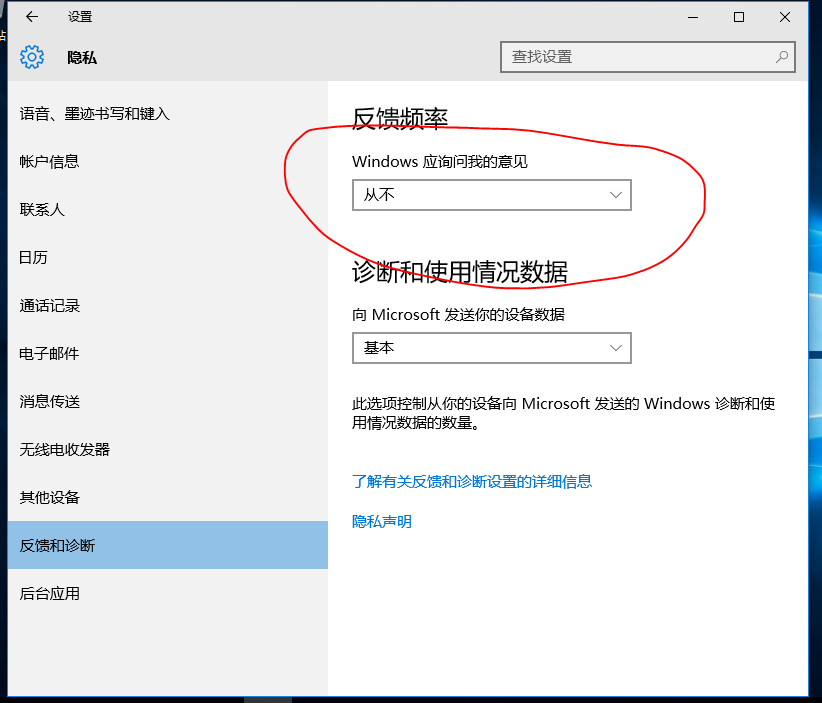 设置
隐私
查找设置
语音、墨迹书写和键入
帐户信息
联系人
日历
通话记录
电子邮件
消息传送
无线电收发器
其他设备
反馈和诊断
后台应用
反馈频率
Windows 应询问我的意见
从不
诊断和使用情况数据
向 Microsoft 发送你的设备数据
基本
此选项控制从你的设备向 Microsoft 发送的 Windows 诊断和使
用情况数据的数量。
了解有关反馈和诊断设置的详细信息
隐私声明